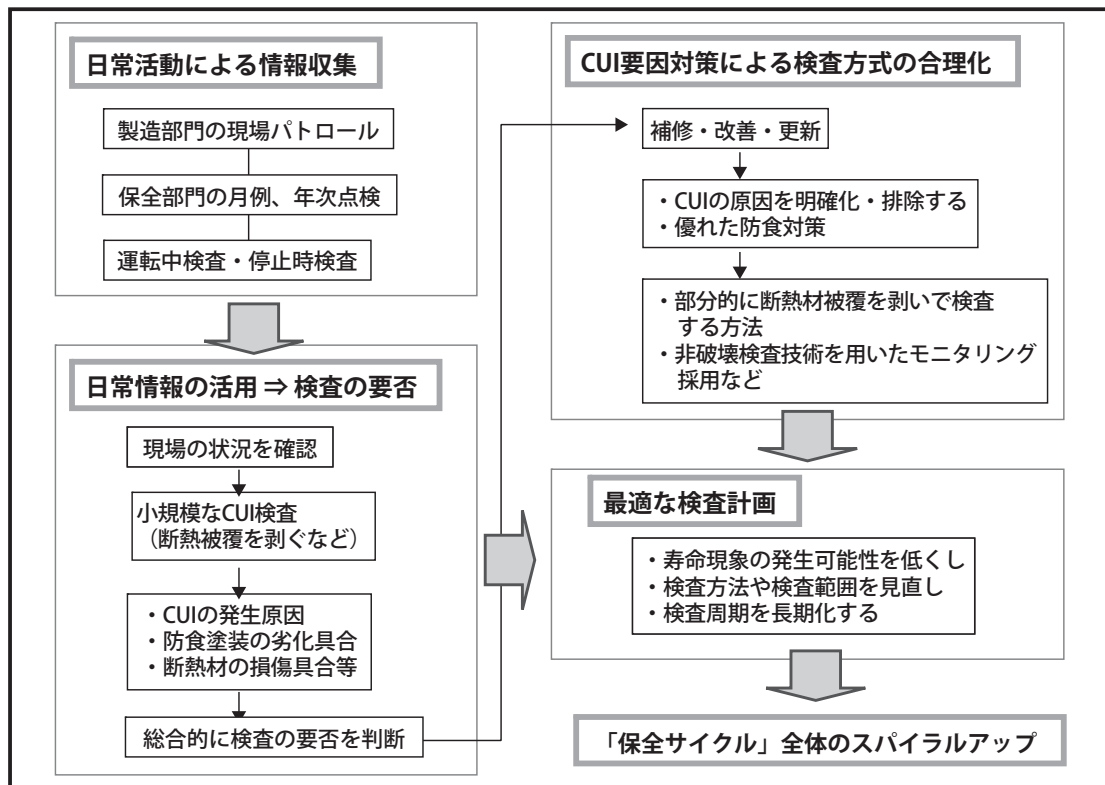 日常活動による情報収集
製造部門の現場パトロール
保全部門の月例、年次点検
運転中検査・停止時検査
日常情報の活用 ⇒ 検査の要否
現場の状況を確認
小規模なCUI検査
（断熱被覆を剥ぐなど）
・CUIの発生原因
・防食塗装の劣化具合
・断熱材の損傷具合等
総合的に検査の要否を判断
CUI要因対策による検査方式の合理化
補修・改善・更新
・CUIの原因を明確化・排除する
・優れた防食対策
・部分的に断熱材被覆を剥いで検査
する方法
・非破壊検査技術を用いたモニタリング
採用など
最適な検査計画
・寿命現象の発生可能性を低くし
・検査方法や検査範囲を見直し
・検査周期を長期化する
「保全サイクル」全体のスパイラルアップ